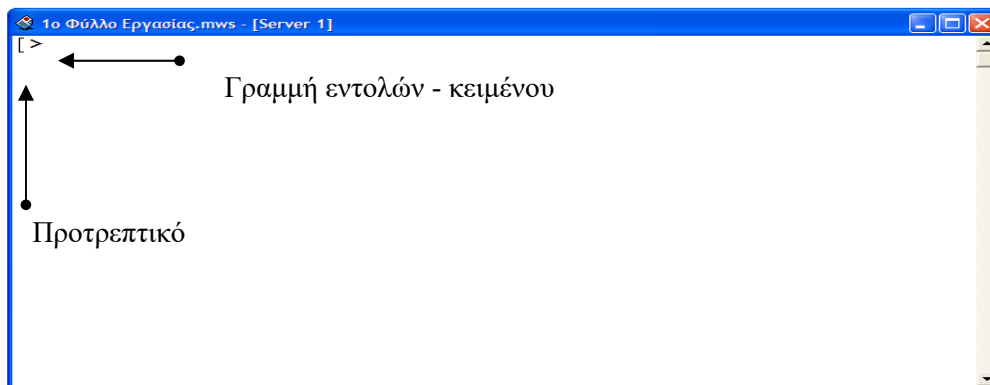 1ο Φύλλο Εργασίας.mws - [Server 1]
[ >
Γραμμή εντολών - κειμένου
Προτρεπτικό